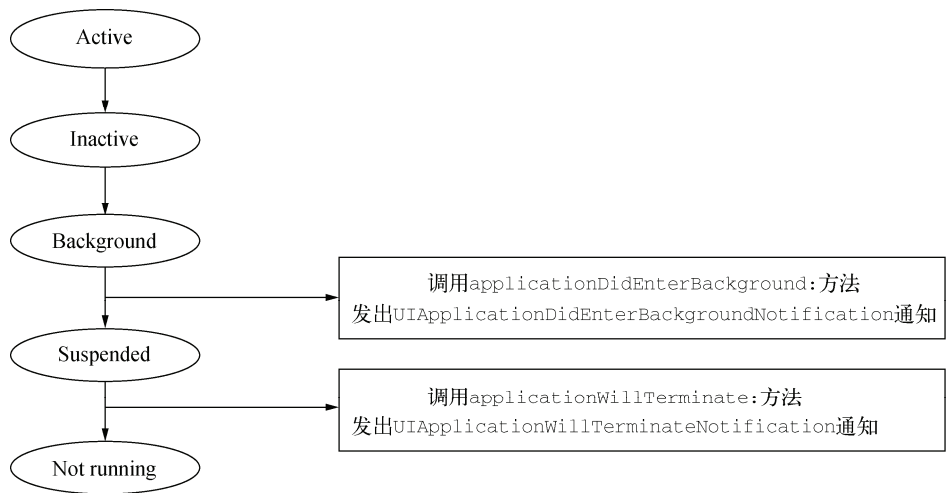 Active
Inactive
Background
调用applicationDidEnterBackground:方法
发出UIApplicationDidEnterBackgroundNotification通知
Suspended
调用applicationWillTerminate:方法
发出UIApplicationWillTerminateNotification通知
Not running